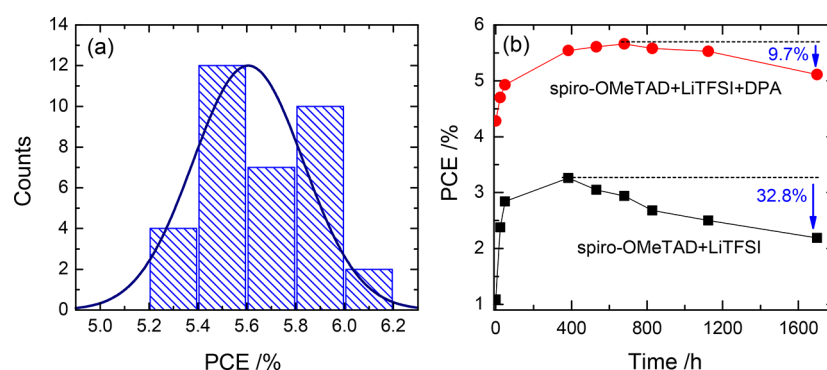 (a)
Counts
14
12
10
8
6
4
2
0
5.0 5.2 5.4 5.6 5.8 6.0 6.2
PCE /%
(b)
PCE /%
6
5
4
3
2
1
9.7%
spiro-OMeTAD+LiTFSI+DPA
32.8%
spiro-OMeTAD+LiTFSI
0 400 800 1200 1600
Time /h